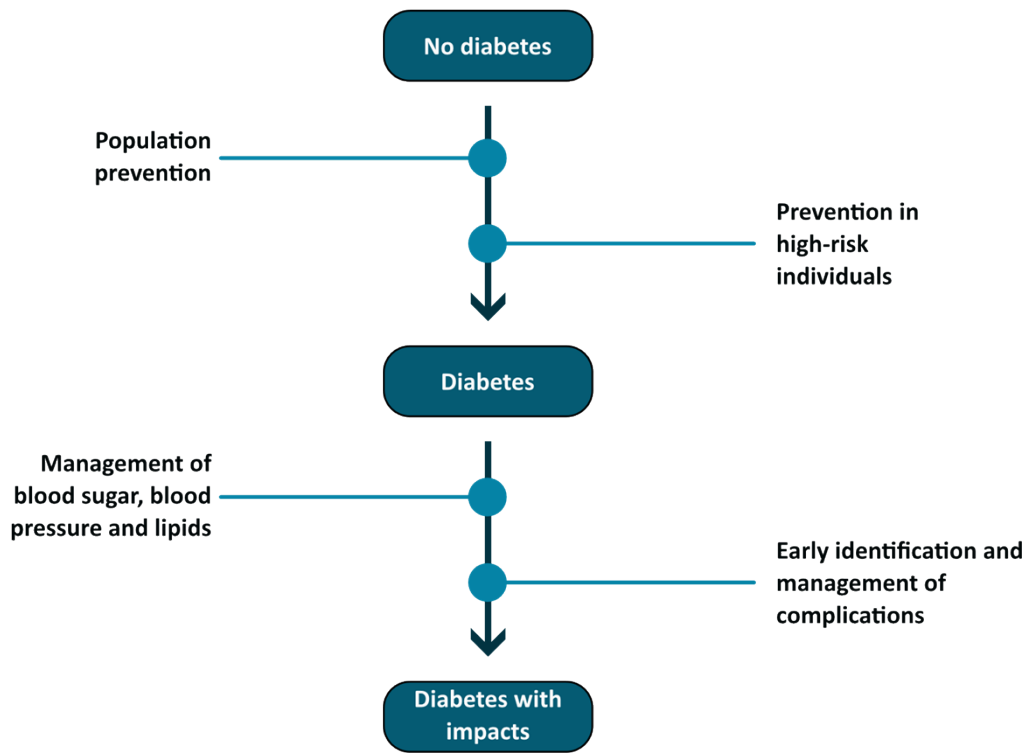 No diabetes
Population
prevention
Prevention in
high-risk
individuals
Diabetes
Management of
blood sugar, blood
pressure and lipids
Early identification and
management of
complications
Diabetes with
impacts